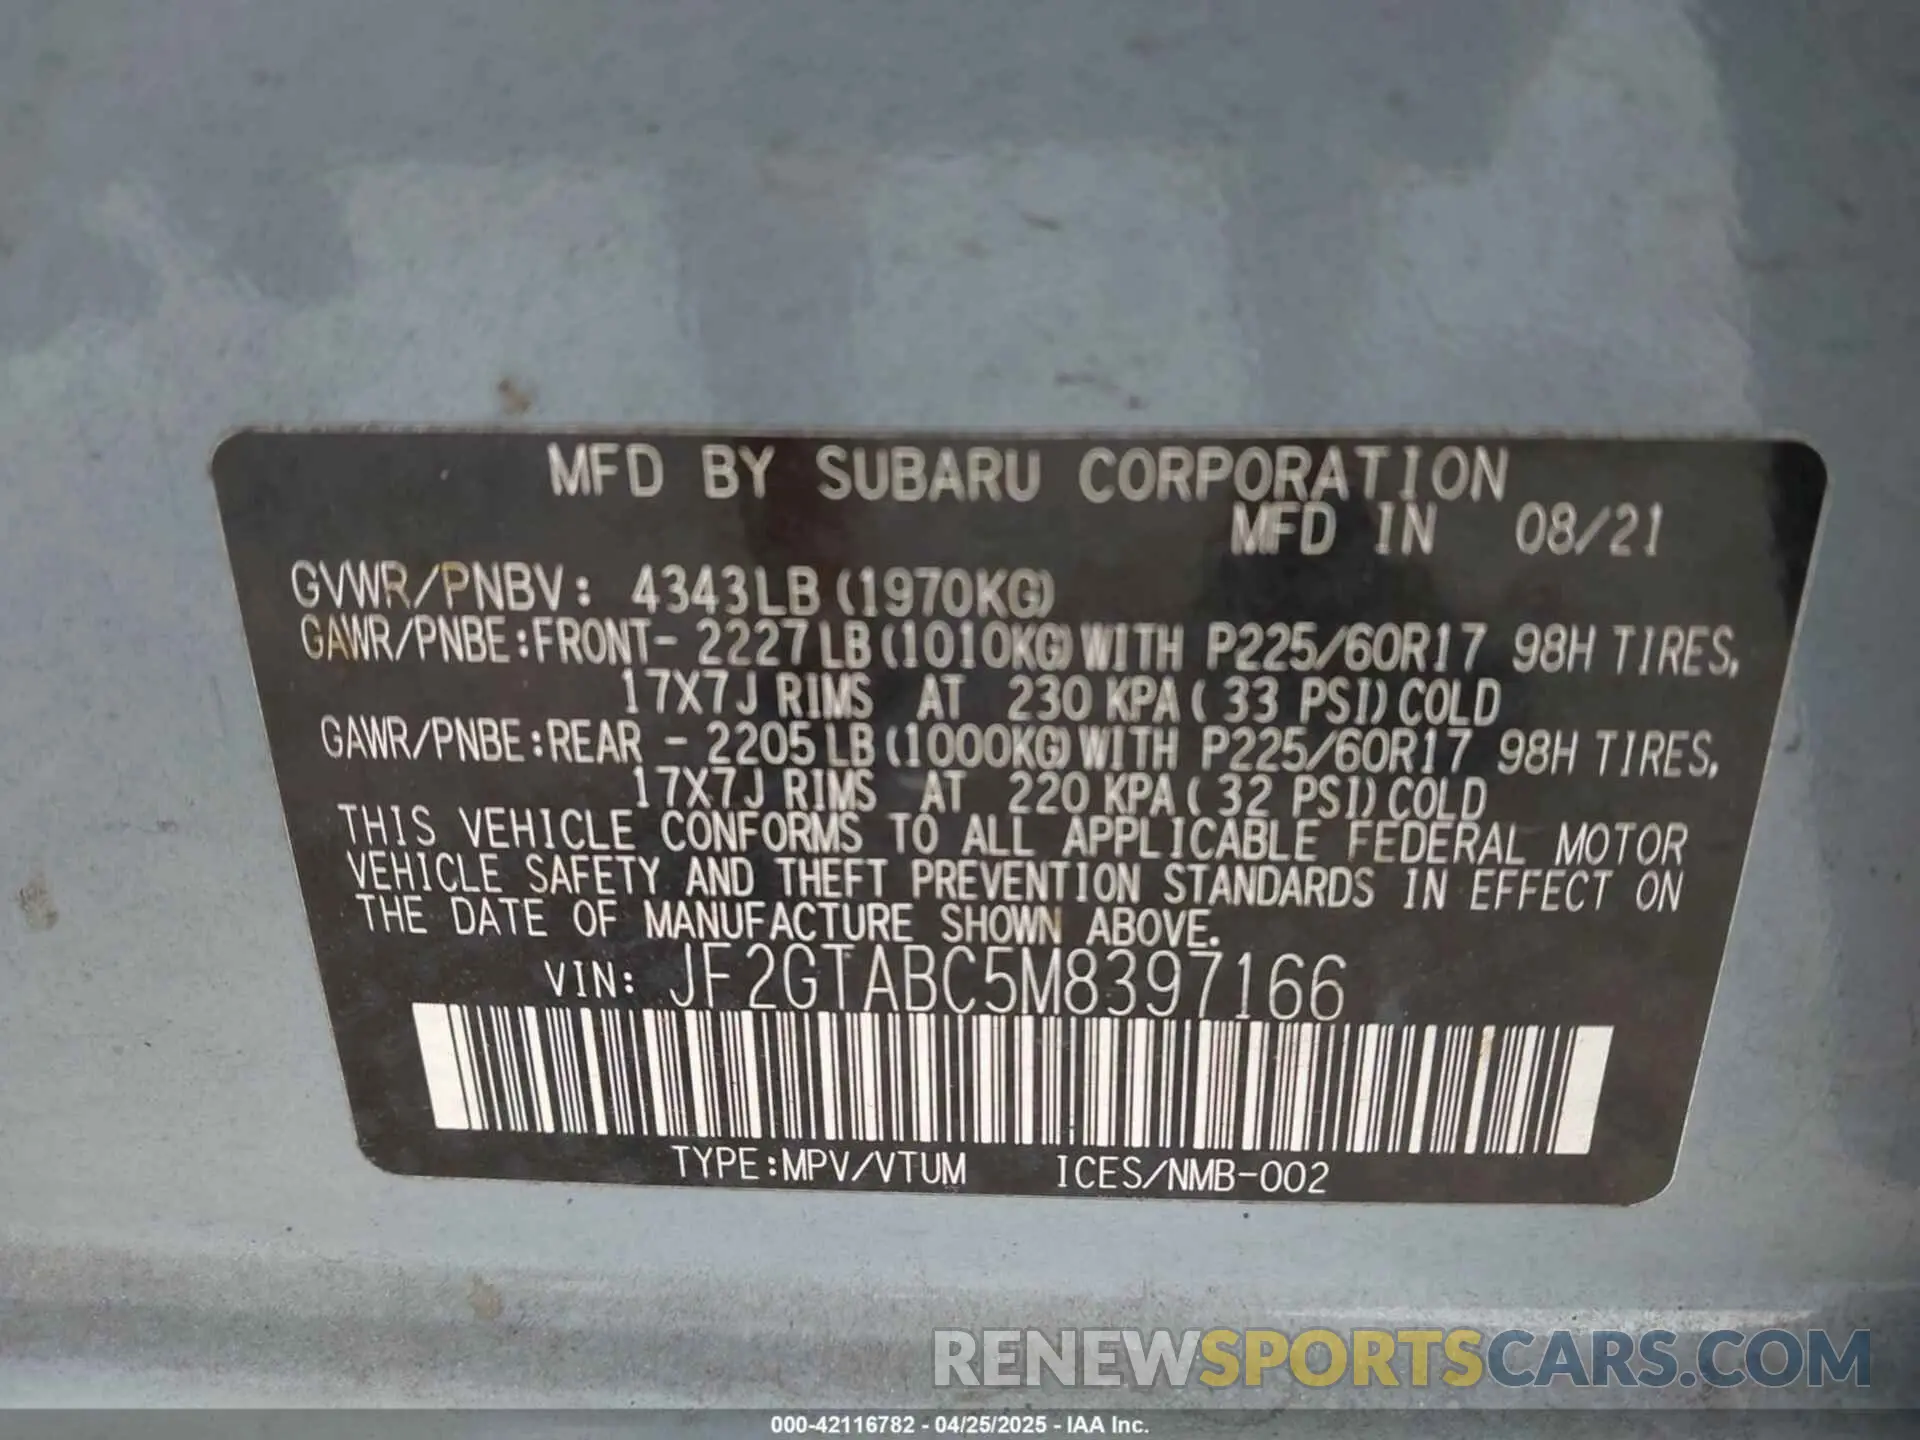 MFD BY SUBARU CORPORATION
MFD IN 08/21
GVWR/PNBV: 4343LB(1970KG)
GAWR/PNBE:FRONT- 2227LB(1010KG)WITH P225/60R17 98H TIRES,
17X7J RIMS AT 230 KPA( 33 PSI)COLD
GAWR/PNBE:REAR - 2205LB(1000KG)WITH P225/60R17 98H TIRES,
17X7J RIMS AT 220 KPA( 32 PSI)COLD
THIS VEHICLE CONFORMS TO ALL APPLICABLE FEDERAL MOTOR
VEHICLE SAFETY AND THEFT PREVENTION STANDARDS IN EFFECT ON
THE DATE OF MANUFACTURE SHOWN ABOVE.
VIN: JF2GTABC5M8397166
TYPE:MPV/VTUM ICES/NMB-002
RENEWSPORTSCARS.COM
000-42116782 - 04/25/2025 - IAA Inc.